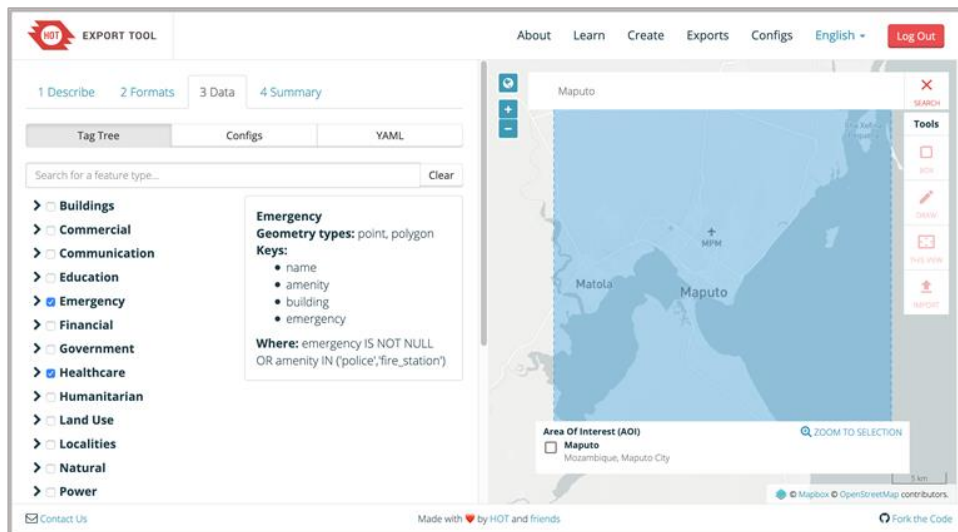 HOT EXPORT TOOL
About Learn Create Exports Configs English Log Out
1 Describe 2 Formats 3 Data 4 Summary
Tag Tree Configs YAML
Search for a feature type... Clear
Buildings
Commercial
Communication
Education
Emergency
Financial
Government
Healthcare
Humanitarian
Land Use
Localities
Natural
Power
Emergency
Geometry types: point, polygon
Keys:
• name
• amenity
• building
• emergency
Where: emergency IS NOT NULL
OR amenity IN ('police','fire_station')
Maputo
SEARCH
Tools
BOX
DRAW
THIS VIEW
IMPORT
MPM
Matola
Maputo
Area Of Interest (AOI) ZOOM TO SELECTION
Maputo
Mozambique, Maputo City
5 km
© Mapbox © OpenStreetMap contributors.
Contact Us Made with ❤ by HOT and friends Fork the Code